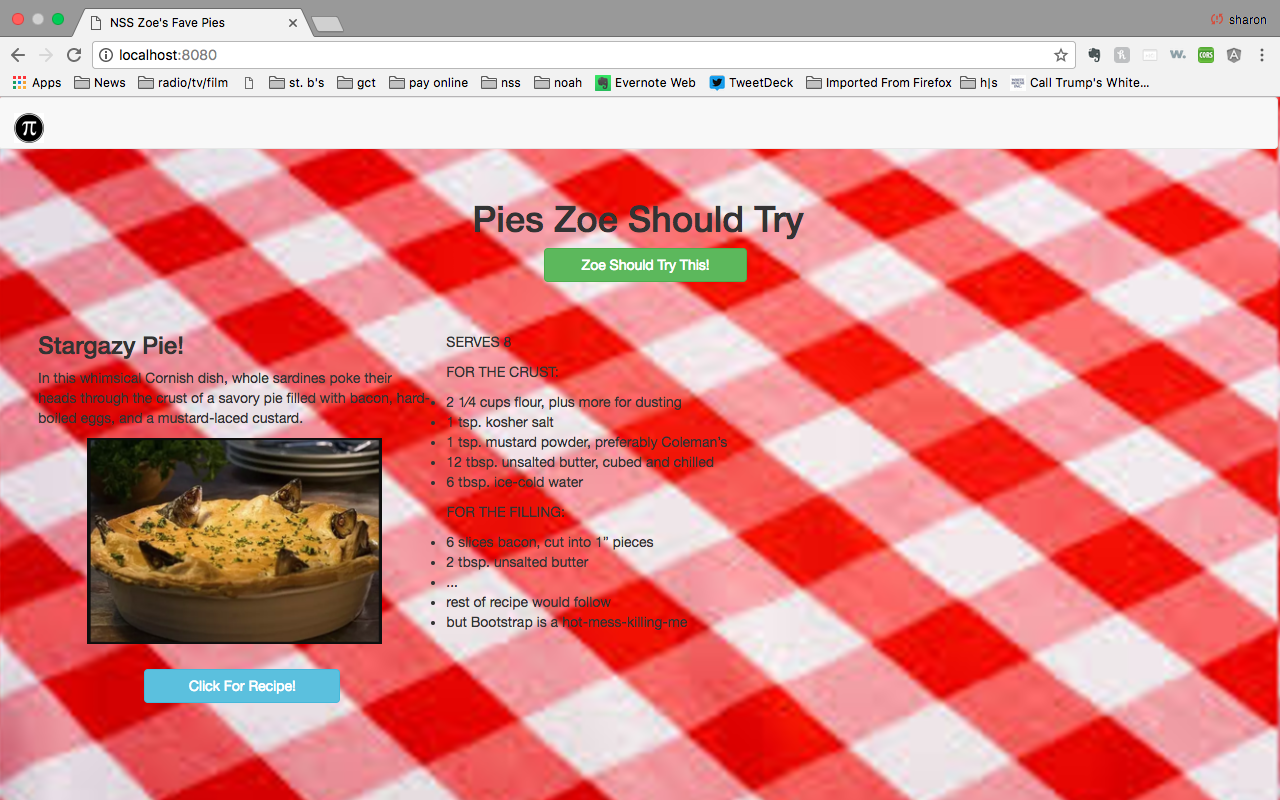 NSS Zoe's Fave Pies
sharon
localhost:8080
CORS
Apps News radio/tv/film st. b's gct pay online nss noah Evernote Web TweetDeck Imported From Firefox h|s Call Trump's White...
π
Pies Zoe Should Try
Zoe Should Try This!
Stargazy Pie!
In this whimsical Cornish dish, whole sardines poke their
heads through the crust of a savory pie filled with bacon, hard-
boiled eggs, and a mustard-laced custard.
Click For Recipe!
SERVES 8
FOR THE CRUST:
• 2 1⁄4 cups flour, plus more for dusting
• 1 tsp. kosher salt
• 1 tsp. mustard powder, preferably Coleman's
• 12 tbsp. unsalted butter, cubed and chilled
• 6 tbsp. ice-cold water
FOR THE FILLING:
• 6 slices bacon, cut into 1” pieces
• 2 tbsp. unsalted butter
• ...
• rest of recipe would follow
• but Bootstrap is a hot-mess-killing-me